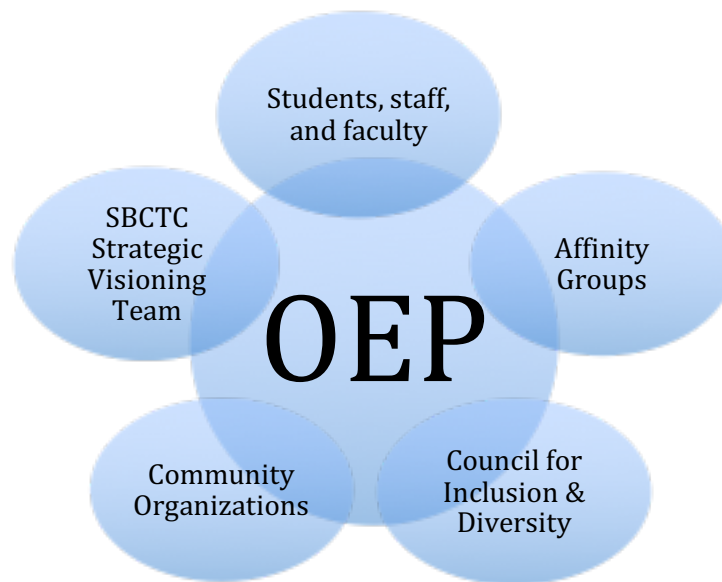 Students, staff,
and faculty
SBCTC
Strategic
Visioning
Team
Affinity
Groups
OEP
Community
Organizations
Council for
Inclusion &
Diversity